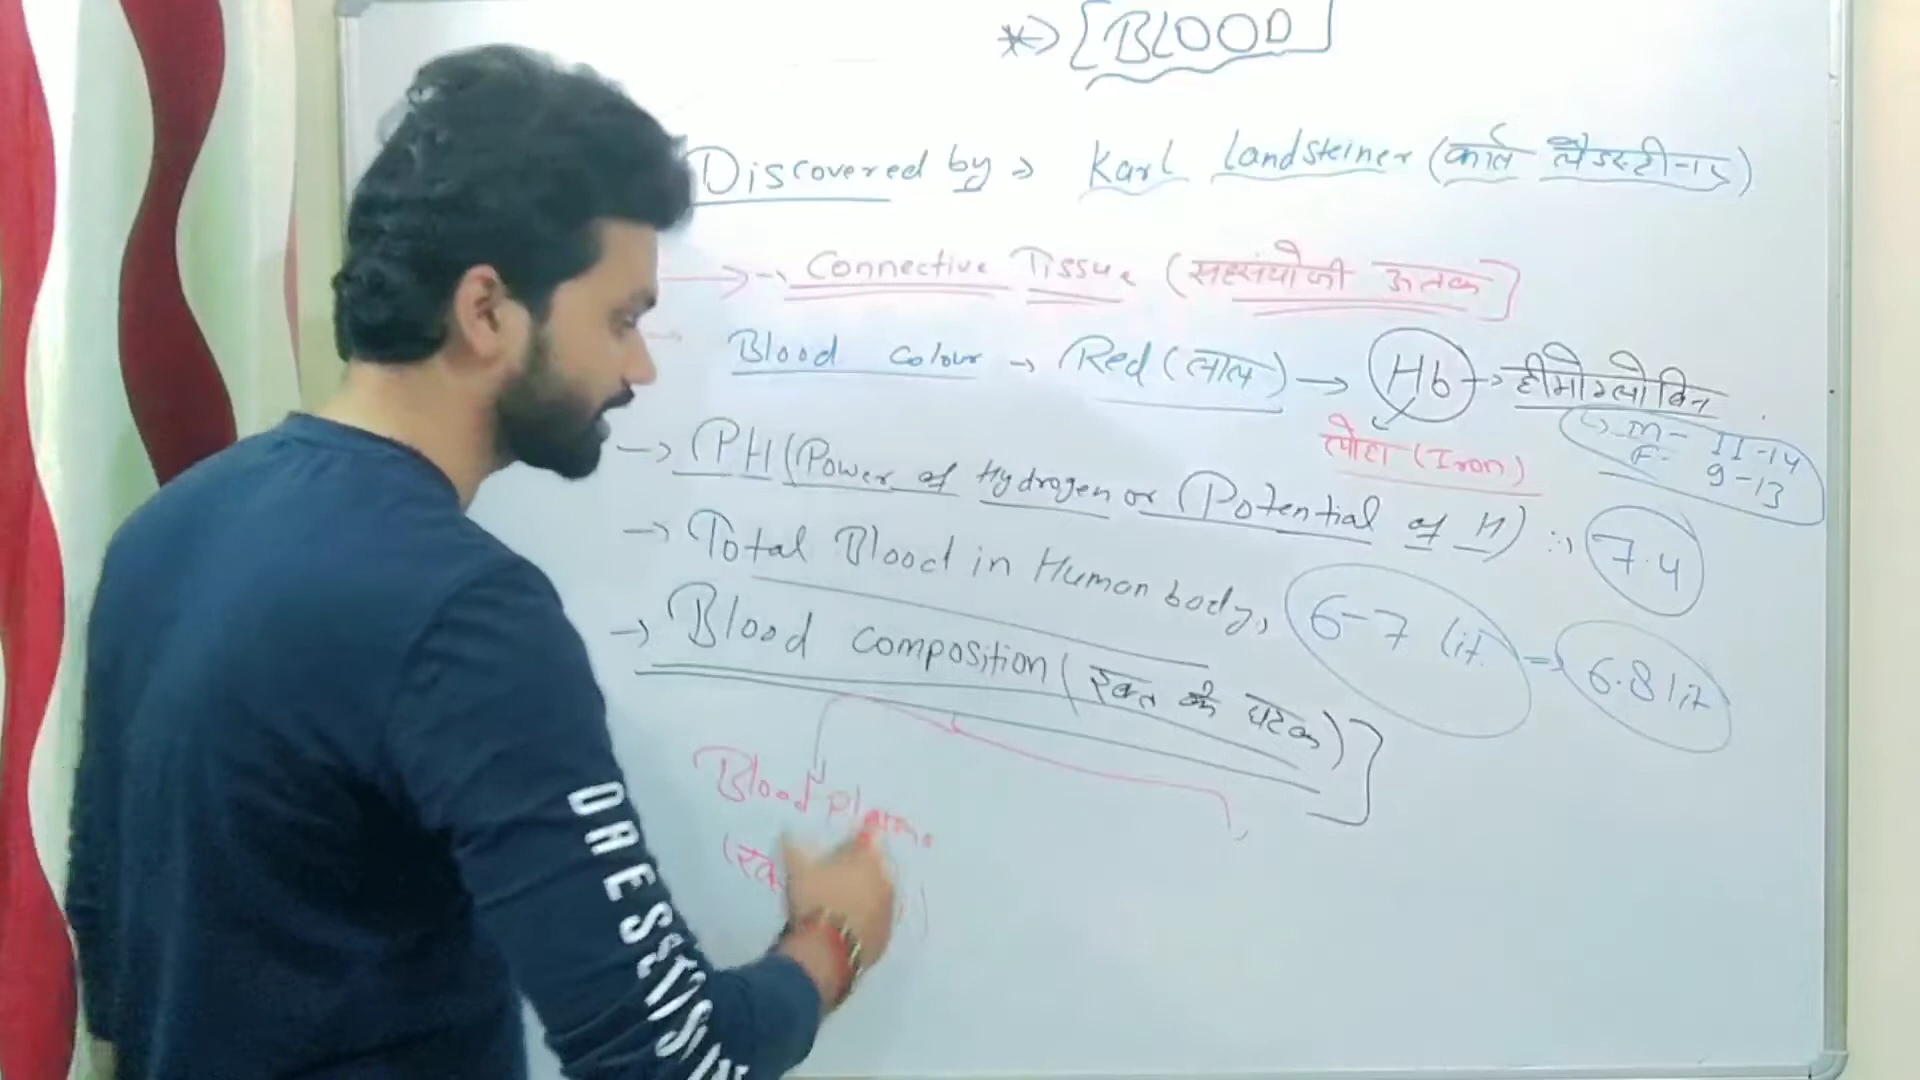 *→ [BLOOD]
Discovered by → Karl Landsteiner (कार्ल लैंडस्टीनर)
→ Connective Tissue (सहसंयोजी ऊतक)
Blood colour → Red (लाल) → Hb → हीमोग्लोबिन
लोहा (Iron)
↳ M- 11-14
F- 9-13
→ PH (Power of Hydrogen or Potential of H) 7.4
→ Total Blood in Human body, 6-7 lit. ⇒ 6.8 lit
→ Blood composition (रक्त के घटक)]
Blood plasma
DRESSTISIN